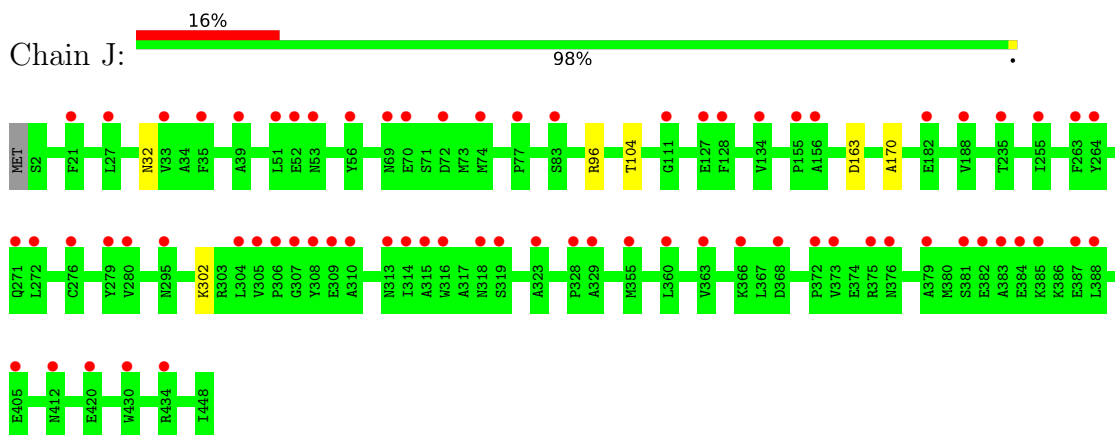 16%
Chain J:
98%
MET S2 F21 L27 N32 V33 A34 F35 A39 L51 E52 N53 Y56 N69 E70 S71 D72 M73 M74 P77 S83 R96 T104 G111 E127 F128 V134 P155 A156 D163 A170 E182 V188 T235 I255 F263 Y264
Q271 L272 C276 Y279 V280 N295 K302 R303 L304 V305 P306 G307 Y308 E309 A310 N313 I314 A315 W316 A317 N318 S319 A323 P328 A329 M355 L360 V363 K366 L367 D368 P372 V373 E374 R375 N376 A379 M380 S381 E382 A383 E384 K385 K386 E387 L388
E405 N412 E420 W430 R434 I448